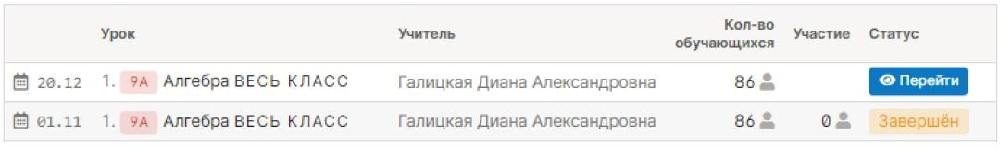 Урок Учитель Кол-во обучающихся Участие Статус
20.12 1. 9А Алгебра ВЕСЬ КЛАСС Галицкая Диана Александровна 86 Перейти
01.11 1. 9А Алгебра ВЕСЬ КЛАСС Галицкая Диана Александровна 86 0 Завершён